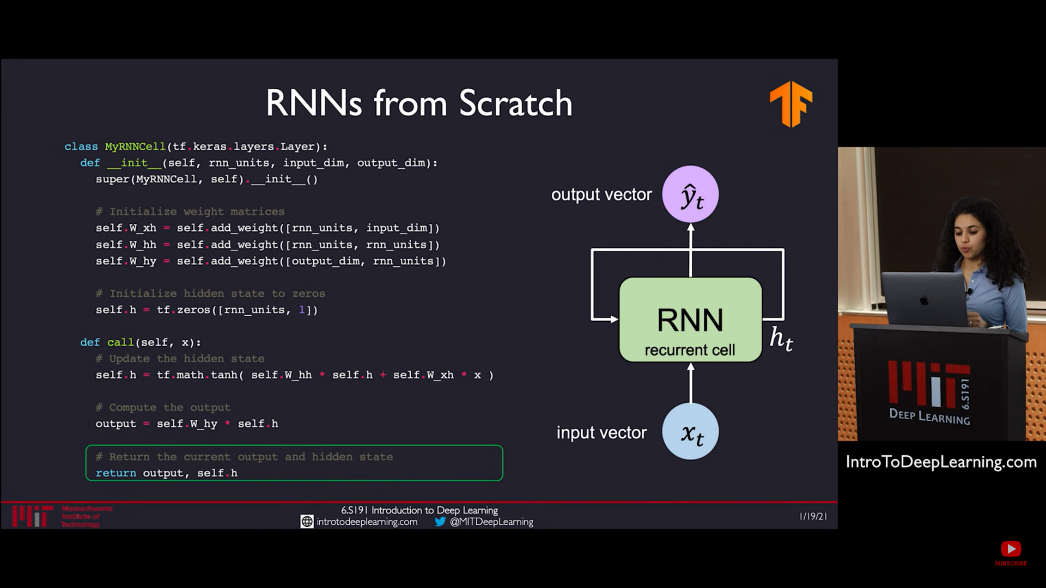 RNNs from Scratch
class MyRNNCell(tf.keras.layers.Layer):
def __init__(self, rnn_units, input_dim, output_dim):
super(MyRNNCell, self).__init__()
# Initialize weight matrices
self.W_xh = self.add_weight([rnn_units, input_dim])
self.W_hh = self.add_weight([rnn_units, rnn_units])
self.W_hy = self.add_weight([output_dim, rnn_units])
# Initialize hidden state to zeros
self.h = tf.zeros([rnn_units, 1])
def call(self, x):
# Update the hidden state
self.h = tf.math.tanh( self.W_hh * self.h + self.W_xh * x )
# Compute the output
output = self.W_hy * self.h
# Return the current output and hidden state
return output, self.h
output vector
ŷₜ
RNN
recurrent cell
hₜ
input vector
xₜ
Massachusetts
Institute of
Technology
6.S191 Introduction to Deep Learning
introtodeeplearning.com @MITDeepLearning
1/19/21
6.S191
DEEP LEARNING
IntroToDeepLearning.com
SUBSCRIBE